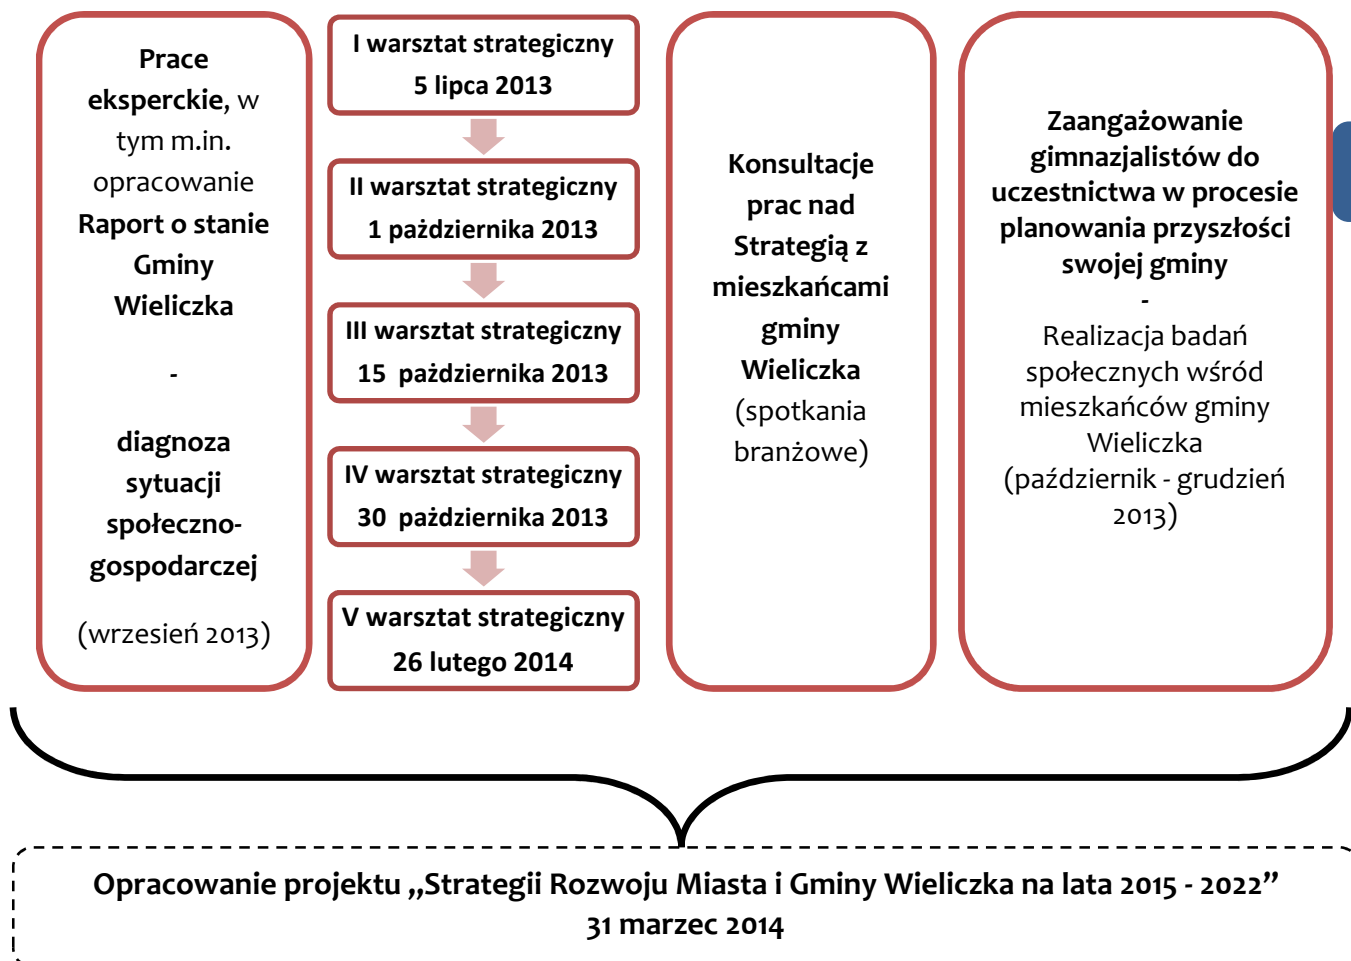 Prace
eksperckie, w
tym m.in.
opracowanie
Raport o stanie
Gminy
Wieliczka
-
diagnoza
sytuacji
społeczno-
gospodarczej
(wrzesień 2013)
I warsztat strategiczny
5 lipca 2013
II warsztat strategiczny
1 pażdziernika 2013
III warsztat strategiczny
15 pażdziernika 2013
IV warsztat strategiczny
30 pażdziernika 2013
V warsztat strategiczny
26 lutego 2014
Konsultacje
prac nad
Strategią z
mieszkańcami
gminy
Wieliczka
(spotkania
branżowe)
Zaangażowanie
gimnazjalistów do
uczestnictwa w procesie
planowania przyszłości
swojej gminy
-
Realizacja badań
społecznych wśród
mieszkańców gminy
Wieliczka
(październik - grudzień
2013)
Opracowanie projektu „Strategii Rozwoju Miasta i Gminy Wieliczka na lata 2015 - 2022”
31 marzec 2014